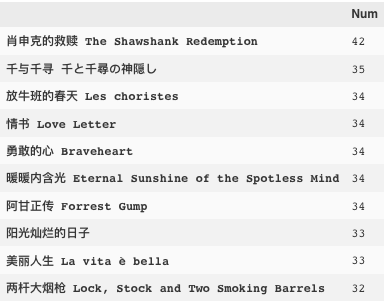 Num
肖申克的救赎 The Shawshank Redemption 42
千与千寻 千と千尋の神隠し 35
放牛班的春天 Les choristes 34
情书 Love Letter 34
勇敢的心 Braveheart 34
暖暖内含光 Eternal Sunshine of the Spotless Mind 34
阿甘正传 Forrest Gump 34
阳光灿烂的日子 33
美丽人生 La vita è bella 33
两杆大烟枪 Lock, Stock and Two Smoking Barrels 32